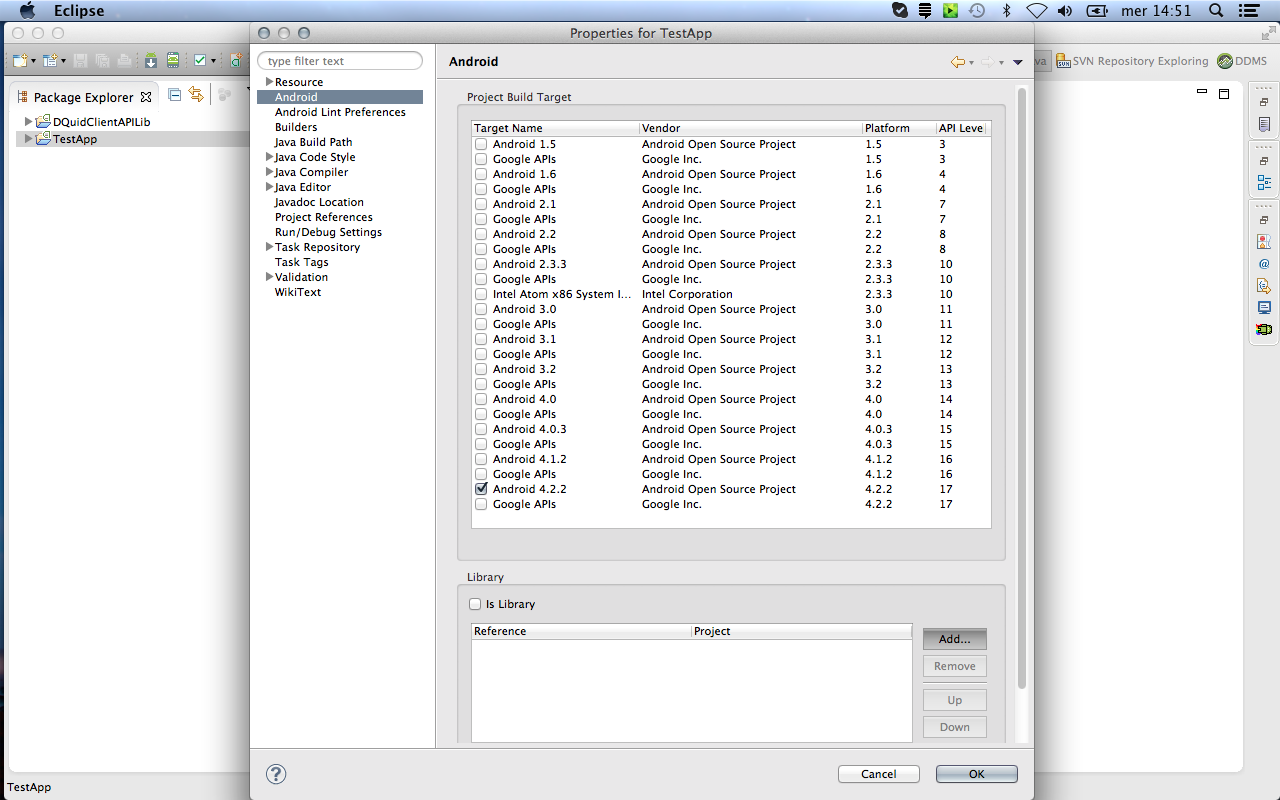 Eclipse
mer 14:51
Properties for TestApp
SVN Repository Exploring
DDMS
Package Explorer
DQuidClientAPILib
TestApp
type filter text
Resource
Android
Android Lint Preferences
Builders
Java Build Path
Java Code Style
Java Compiler
Java Editor
Javadoc Location
Project References
Run/Debug Settings
Task Repository
Task Tags
Validation
WikiText
Android
Project Build Target
Target Name Vendor Platform API Leve
Android 1.5 Android Open Source Project 1.5 3
Google APIs Google Inc. 1.5 3
Android 1.6 Android Open Source Project 1.6 4
Google APIs Google Inc. 1.6 4
Android 2.1 Android Open Source Project 2.1 7
Google APIs Google Inc. 2.1 7
Android 2.2 Android Open Source Project 2.2 8
Google APIs Google Inc. 2.2 8
Android 2.3.3 Android Open Source Project 2.3.3 10
Google APIs Google Inc. 2.3.3 10
Intel Atom x86 System I... Intel Corporation 2.3.3 10
Android 3.0 Android Open Source Project 3.0 11
Google APIs Google Inc. 3.0 11
Android 3.1 Android Open Source Project 3.1 12
Google APIs Google Inc. 3.1 12
Android 3.2 Android Open Source Project 3.2 13
Google APIs Google Inc. 3.2 13
Android 4.0 Android Open Source Project 4.0 14
Google APIs Google Inc. 4.0 14
Android 4.0.3 Android Open Source Project 4.0.3 15
Google APIs Google Inc. 4.0.3 15
Android 4.1.2 Android Open Source Project 4.1.2 16
Google APIs Google Inc. 4.1.2 16
Android 4.2.2 Android Open Source Project 4.2.2 17
Google APIs Google Inc. 4.2.2 17
Library
Is Library
Reference Project
Add...
Remove
Up
Down
Cancel OK
TestApp